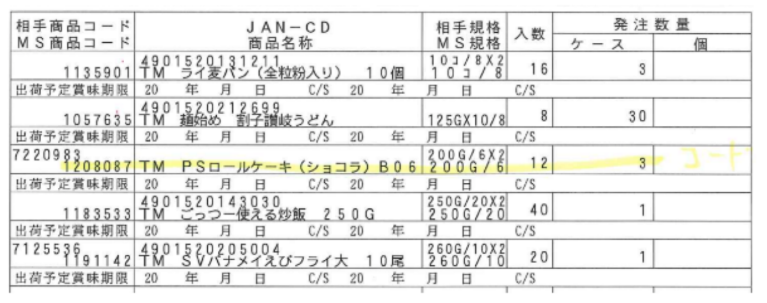 相手商品コード JAN-CD 相手規格 入数 発注数量
MS商品コード 商品名称 MS規格 ケース 個
4901520131211 10コ/8X2
1135901 TM ライ麦パン(全粒粉入り) 10個 10コ/8 16 3
出荷予定賞味期限 20 年 月 日 C/S 20 年 月 日 C/S
4901520212699
1057635 TM 麺始め 割子讃岐うどん 125GX10/8 8 30
出荷予定賞味期限 20 年 月 日 C/S 20 年 月 日 C/S
7220983 200G/6X2
1208087 TM PSロールケーキ(ショコラ)B06 200G/6 12 3 コード
出荷予定賞味期限 20 年 月 日 C/S 20 年 月 日 C/S
4901520143030 250G/20X2
1183533 TM ごっつー使える炒飯 250G 250G/20 40 1
出荷予定賞味期限 20 年 月 日 C/S 20 年 月 日 C/S
7125536 4901520205004 260G/10X2
1191142 TM SVバナメイえびフライ大 10尾 260G/10 20 1
出荷予定賞味期限 20 年 月 日 C/S 20 年 月 日 C/S